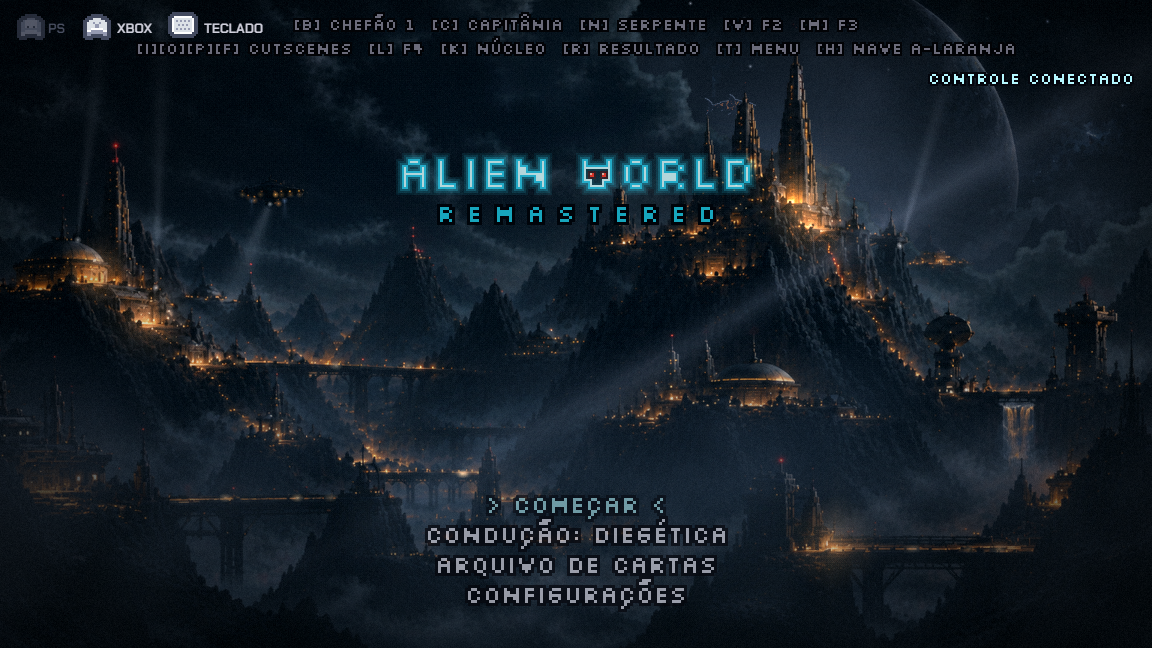 PS XBOX TECLADO
[B] CHEFÃO 1 [C] CAPITÂNIA [N] SERPENTE [V] F2 [M] F3
[I][O][P][F] CUTSCENES [L] F4 [K] NÚCLEO [R] RESULTADO [T] MENU [H] NAVE A-LARANJA
CONTROLE CONECTADO
ALIEN WORLD
REMASTERED
> COMEÇAR <
CONDUÇÃO: DIEGÉTICA
ARQUIVO DE CARTAS
CONFIGURAÇÕES